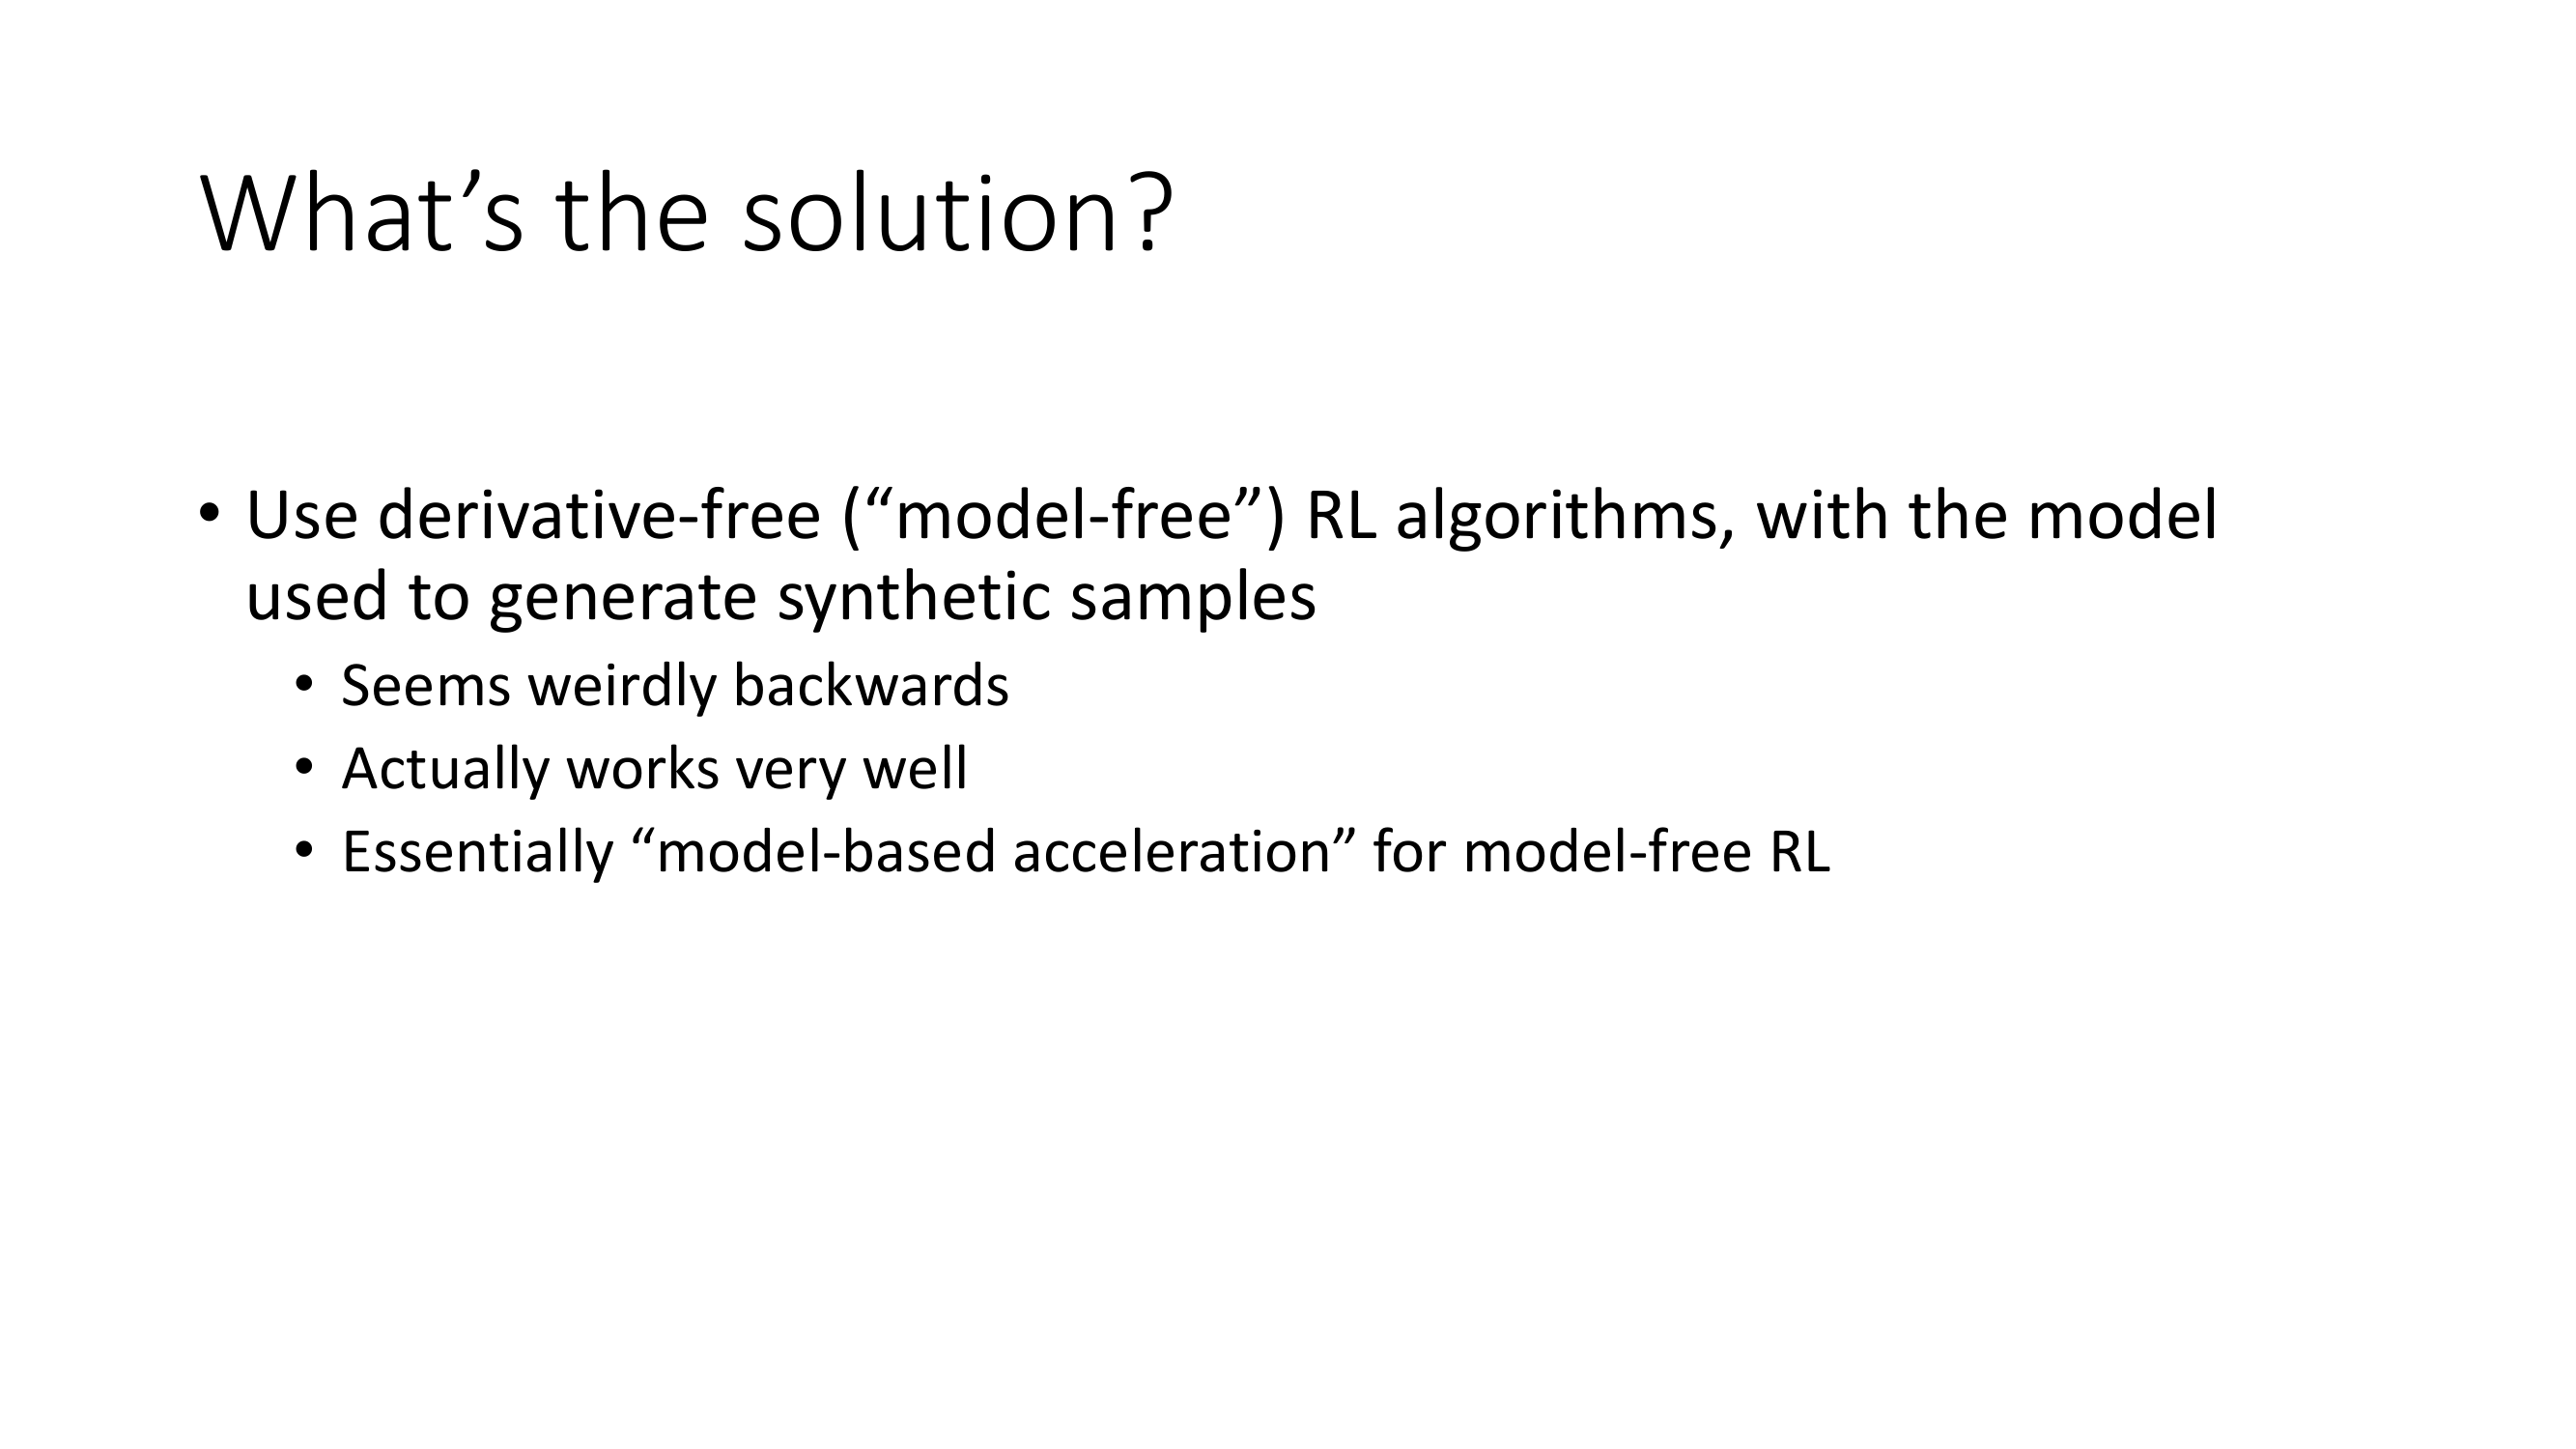 What’s the solution?
• Use derivative-free (“model-free”) RL algorithms, with the model
used to generate synthetic samples
• Seems weirdly backwards
• Actually works very well
• Essentially “model-based acceleration” for model-free RL